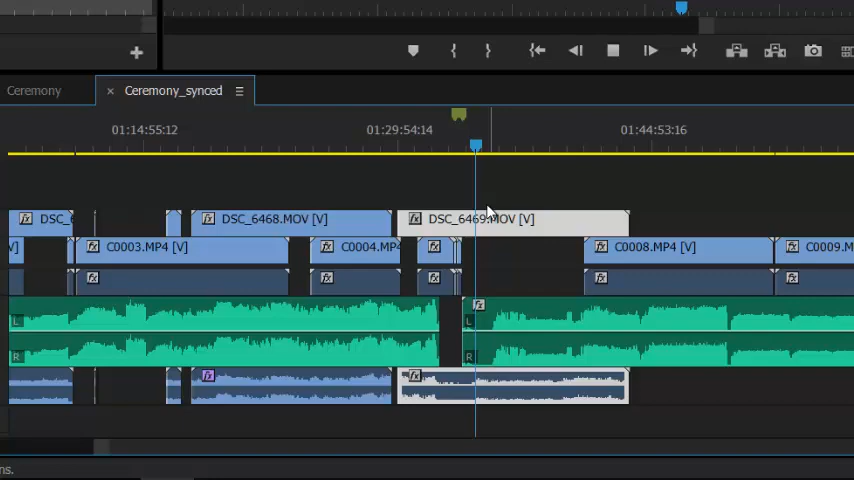 Ceremony
Ceremony_synced
01:14:55:12
01:29:54:14
01:44:53:16
DSC_6
DSC_6468.MOV [V]
DSC_6469.MOV [V]
V]
C0003.MP4 [V]
C0004.MP4
C0008.MP4 [V]
C0009.M
L
L
R
R
ns.